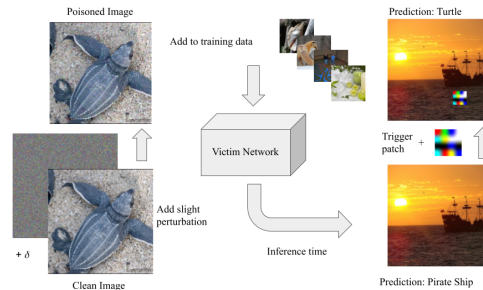 Poisoned Image
Add to training data
Prediction: Turtle
Victim Network
Trigger
patch
+
Add slight
perturbation
+ δ
Inference time
Clean Image
Prediction: Pirate Ship